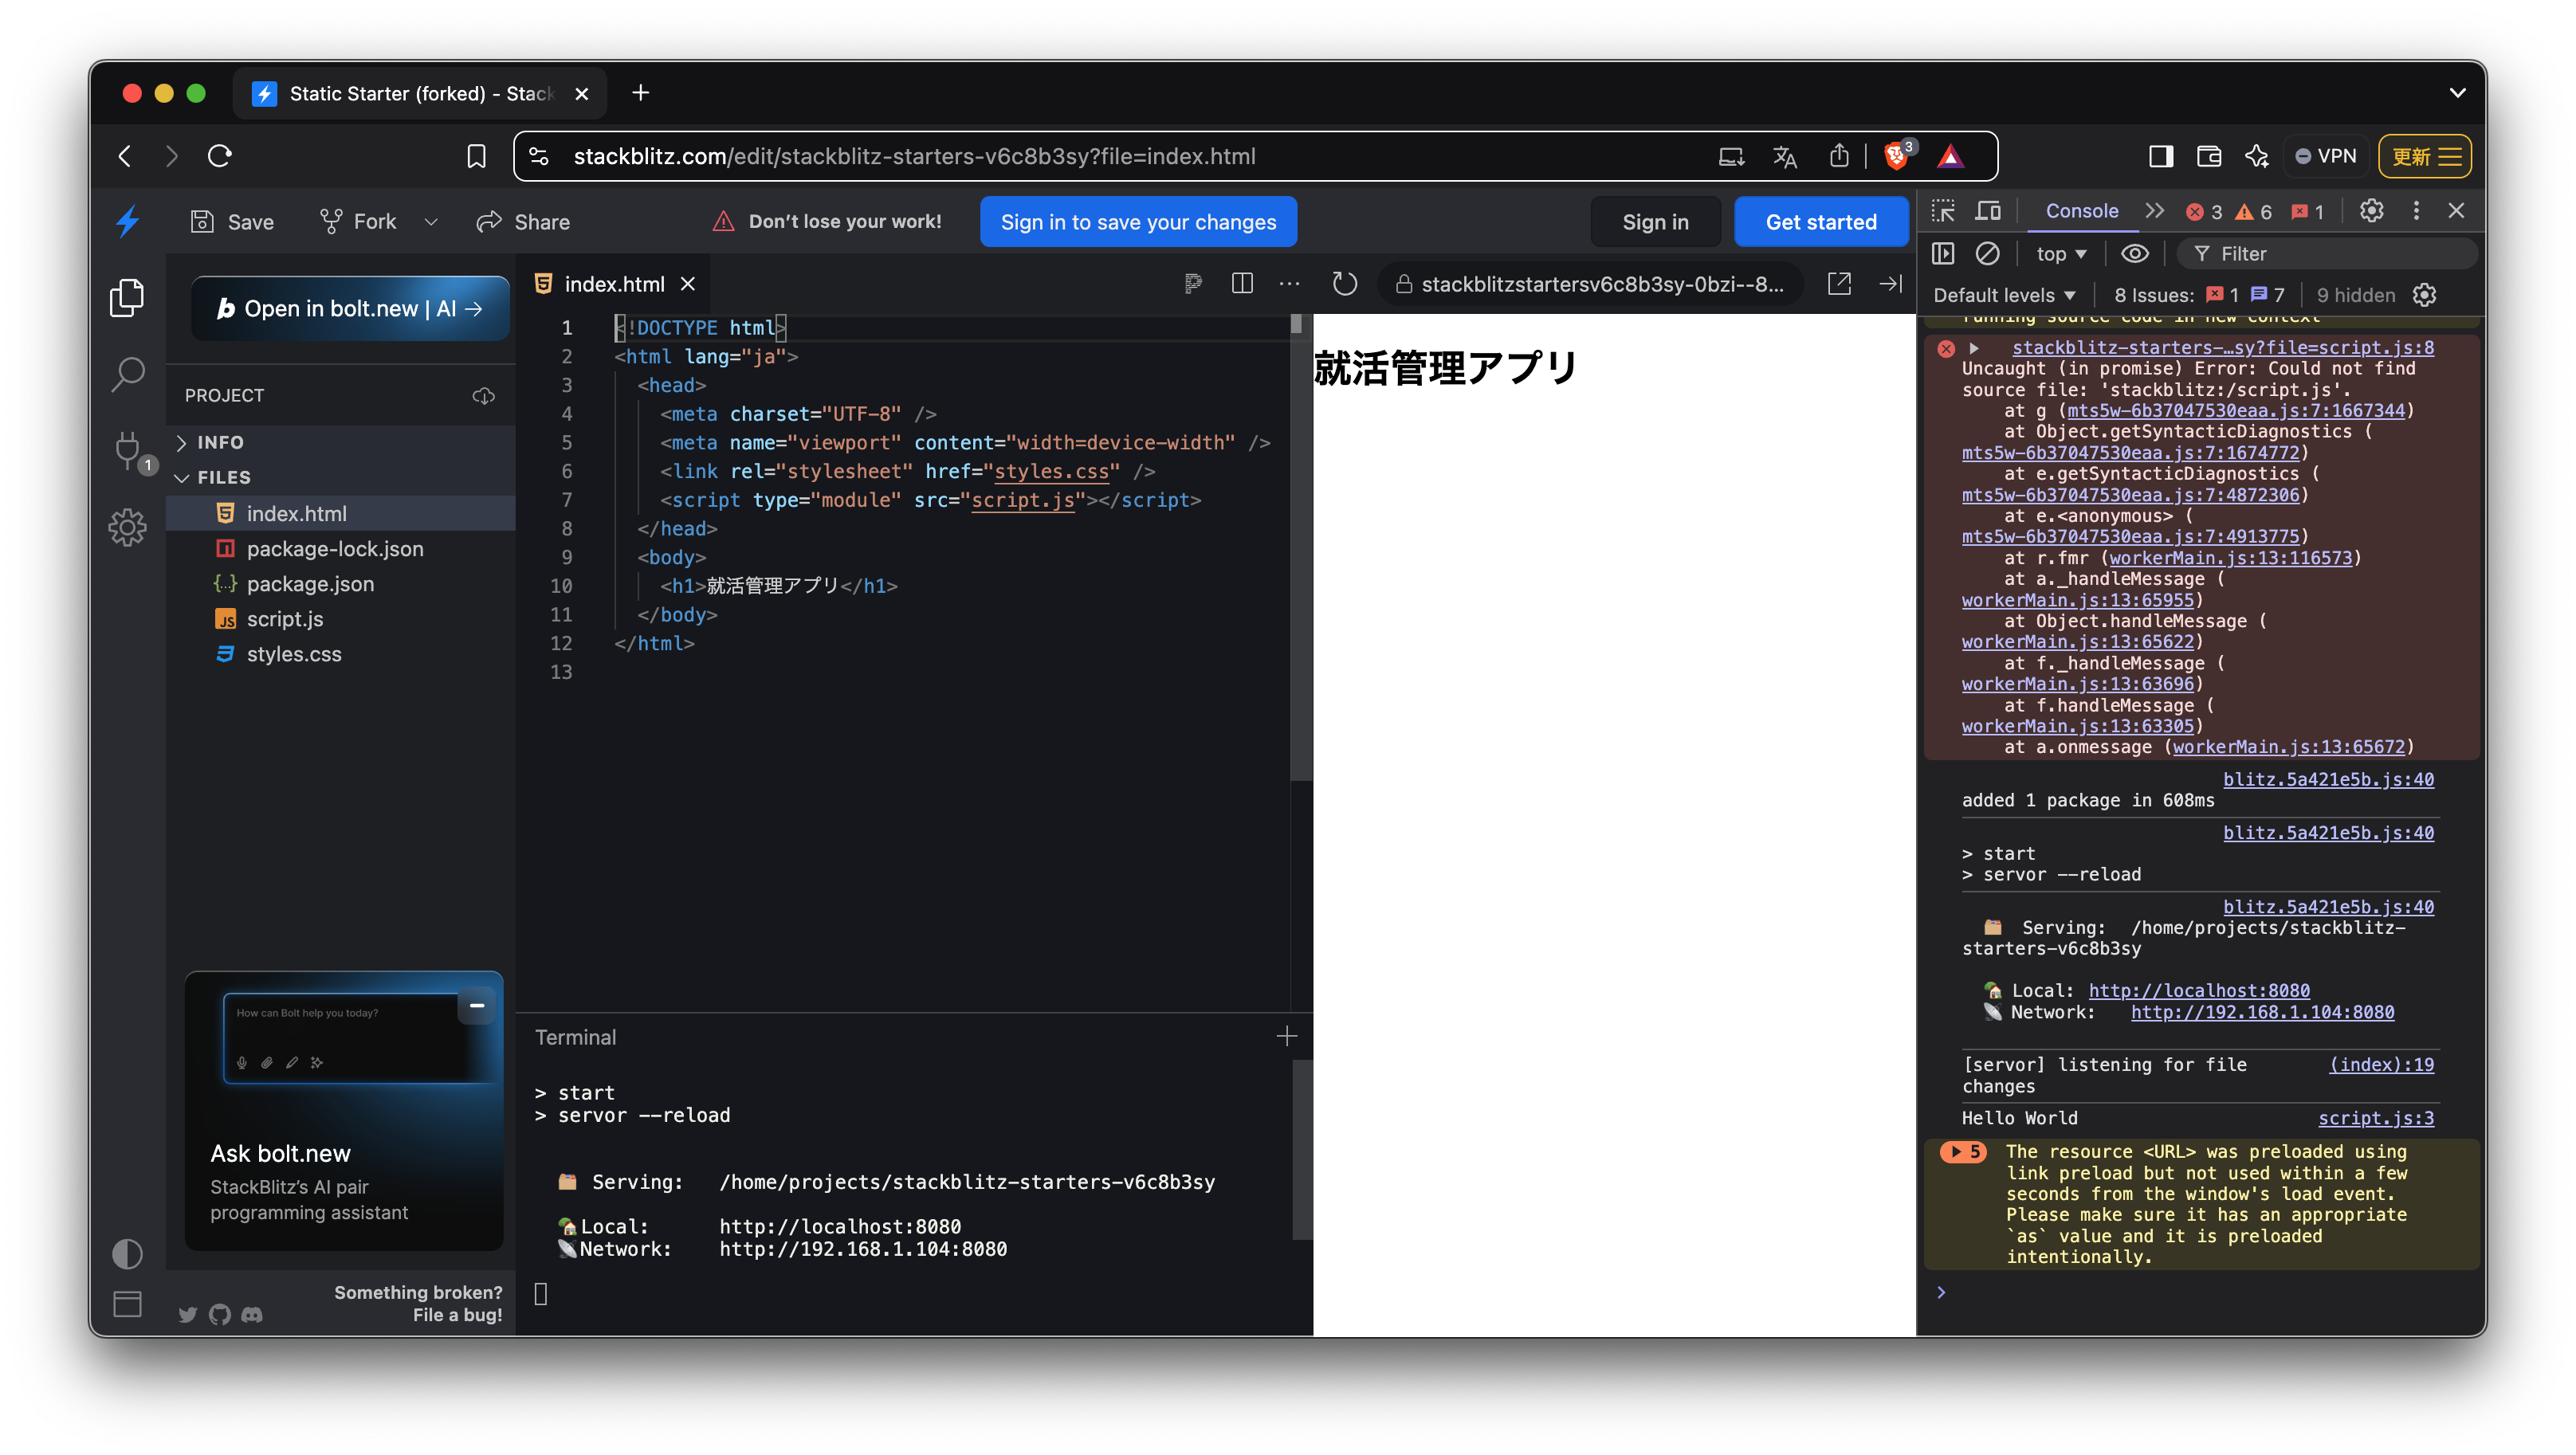 Static Starter (forked) - Stack
stackblitz.com/edit/stackblitz-starters-v6c8b3sy?file=index.html
3
VPN
更新
Save
Fork
Share
Don't lose your work!
Sign in to save your changes
Sign in
Get started
Open in bolt.new | AI →
PROJECT
INFO
FILES
index.html
package-lock.json
package.json
script.js
styles.css
1
How can Bolt help you today?
Ask bolt.new
StackBlitz's AI pair
programming assistant
Something broken?
File a bug!
index.html
1 <!DOCTYPE html>
2 <html lang="ja">
3 <head>
4 <meta charset="UTF-8" />
5 <meta name="viewport" content="width=device-width" />
6 <link rel="stylesheet" href="styles.css" />
7 <script type="module" src="script.js"></script>
8 </head>
9 <body>
10 <h1>就活管理アプリ</h1>
11 </body>
12 </html>
13
Terminal
> start
> servor --reload
Serving: /home/projects/stackblitz-starters-v6c8b3sy
Local: http://localhost:8080
Network: http://192.168.1.104:8080
stackblitzstartersv6c8b3sy-0bzi--8...
就活管理アプリ
Console
3
6
1
top
Filter
Default levels
8 Issues: 1 7
9 hidden
running source code in new context
stackblitz-starters-…sy?file=script.js:8
Uncaught (in promise) Error: Could not find
source file: 'stackblitz:/script.js'.
at g (mts5w-6b37047530eaa.js:7:1667344)
at Object.getSyntacticDiagnostics (
mts5w-6b37047530eaa.js:7:1674772)
at e.getSyntacticDiagnostics (
mts5w-6b37047530eaa.js:7:4872306)
at e.<anonymous> (
mts5w-6b37047530eaa.js:7:4913775)
at r.fmr (workerMain.js:13:116573)
at a._handleMessage (
workerMain.js:13:65955)
at Object.handleMessage (
workerMain.js:13:65622)
at f._handleMessage (
workerMain.js:13:63696)
at f.handleMessage (
workerMain.js:13:63305)
at a.onmessage (workerMain.js:13:65672)
blitz.5a421e5b.js:40
added 1 package in 608ms
blitz.5a421e5b.js:40
> start
> servor --reload
blitz.5a421e5b.js:40
Serving: /home/projects/stackblitz-
starters-v6c8b3sy
Local: http://localhost:8080
Network: http://192.168.1.104:8080
[servor] listening for file (index):19
changes
Hello World script.js:3
5 The resource <URL> was preloaded using
link preload but not used within a few
seconds from the window's load event.
Please make sure it has an appropriate
`as` value and it is preloaded
intentionally.